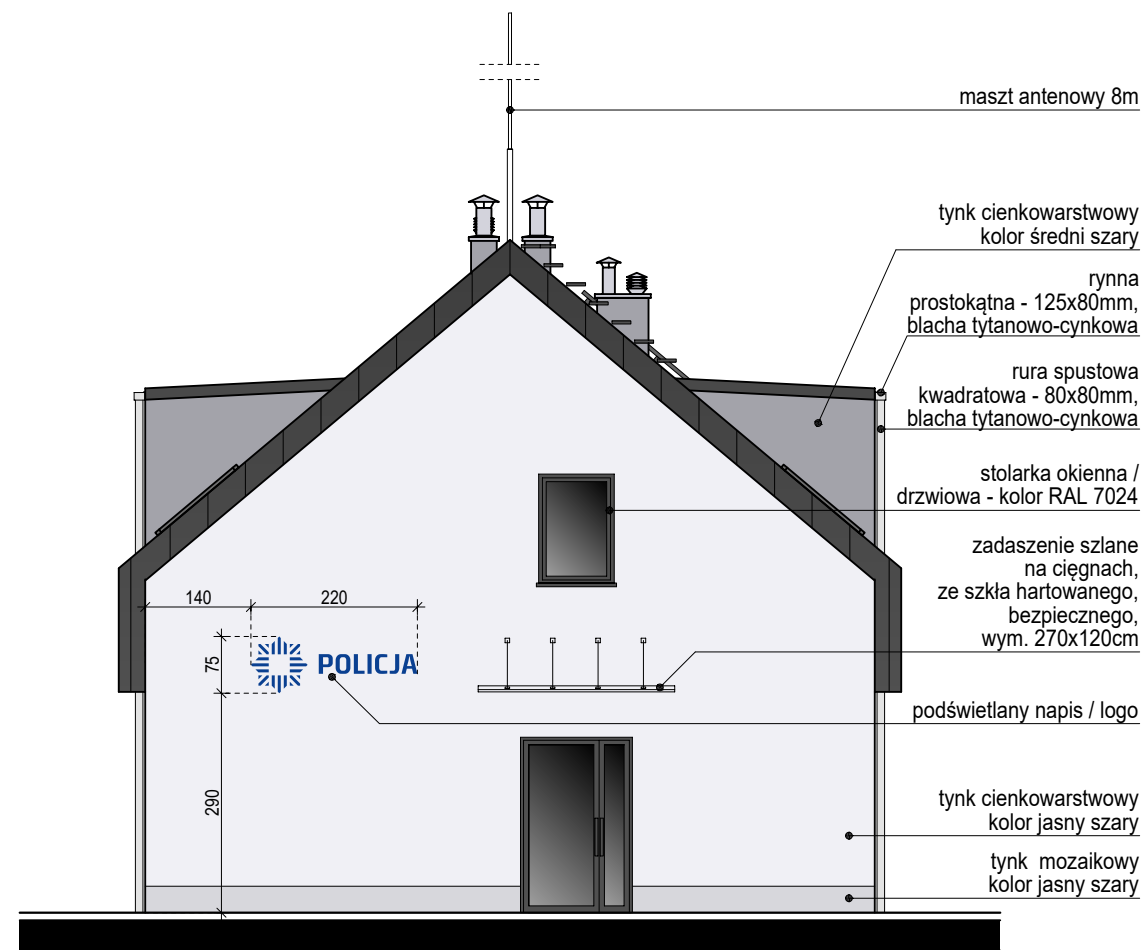 maszt antenowy 8m
tynk cienkowarstwowy
kolor średni szary
rynna
prostokątna - 125x80mm,
blacha tytanowo-cynkowa
rura spustowa
kwadratowa - 80x80mm,
blacha tytanowo-cynkowa
stolarka okienna /
drzwiowa - kolor RAL 7024
zadaszenie szlane
na cięgnach,
ze szkła hartowanego,
bezpiecznego,
wym. 270x120cm
140
220
75
POLICJA
podświetlany napis / logo
290
tynk cienkowarstwowy
kolor jasny szary
tynk mozaikowy
kolor jasny szary